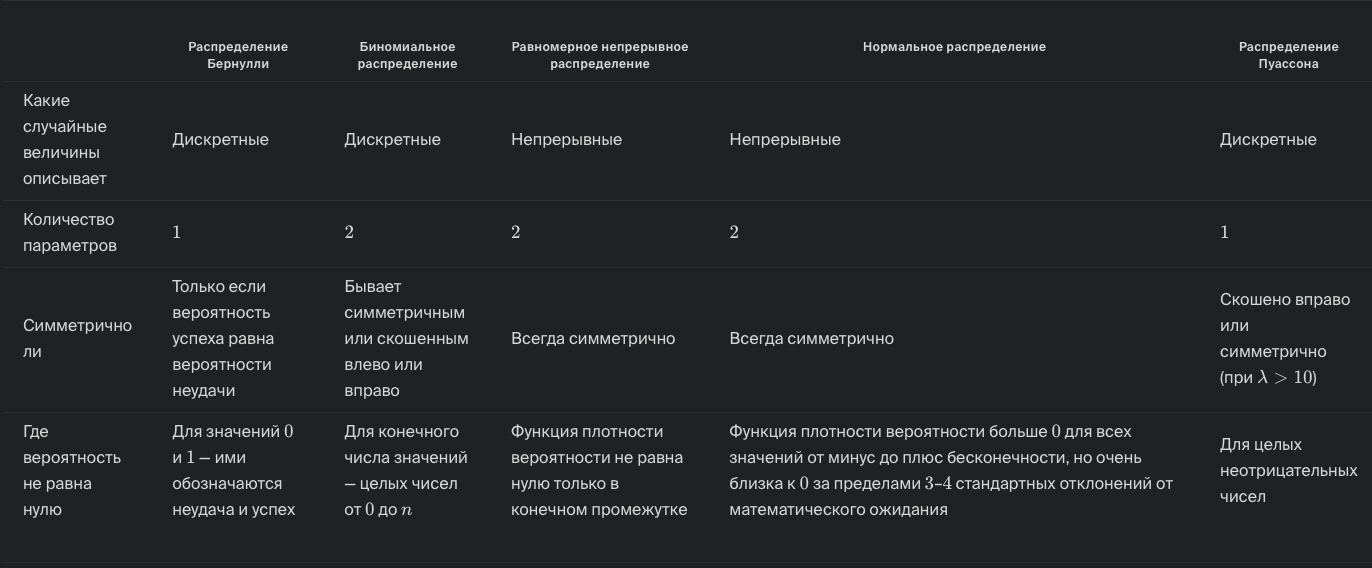 Распределение
Бернулли
Биномиальное
распределение
Равномерное непрерывное
распределение
Нормальное распределение
Распределение
Пуассона
Какие
случайные
величины
описывает
Дискретные
Дискретные
Непрерывные
Непрерывные
Дискретные
Количество
параметров
1
2
2
2
1
Симметрично
ли
Только если
вероятность
успеха равна
вероятности
неудачи
Бывает
симметричным
или скошенным
влево или
вправо
Всегда симметрично
Всегда симметрично
Скошено вправо
или
симметрично
(при λ > 10)
Где
вероятность
не равна
нулю
Для значений 0
и 1 — ими
обозначаются
неудача и успех
Для конечного
числа значений
— целых чисел
от 0 до n
Функция плотности
вероятности не равна
нулю только в
конечном промежутке
Функция плотности вероятности больше 0 для всех
значений от минус до плюс бесконечности, но очень
близка к 0 за пределами 3–4 стандартных отклонений от
математического ожидания
Для целых
неотрицательных
чисел